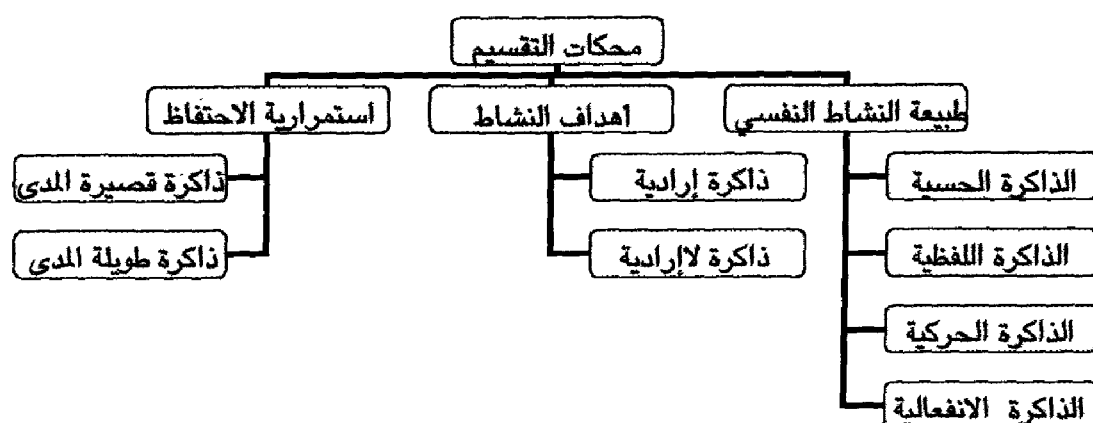 محكات التقسيم
طبيعة النشاط النفسي
أهداف النشاط
استمرارية الاحتفاظ
الذاكرة الحسية
ذاكرة إرادية
ذاكرة قصيرة المدى
الذاكرة اللفظية
ذاكرة لاإرادية
ذاكرة طويلة المدى
الذاكرة الحركية
الذاكرة الانفعالية